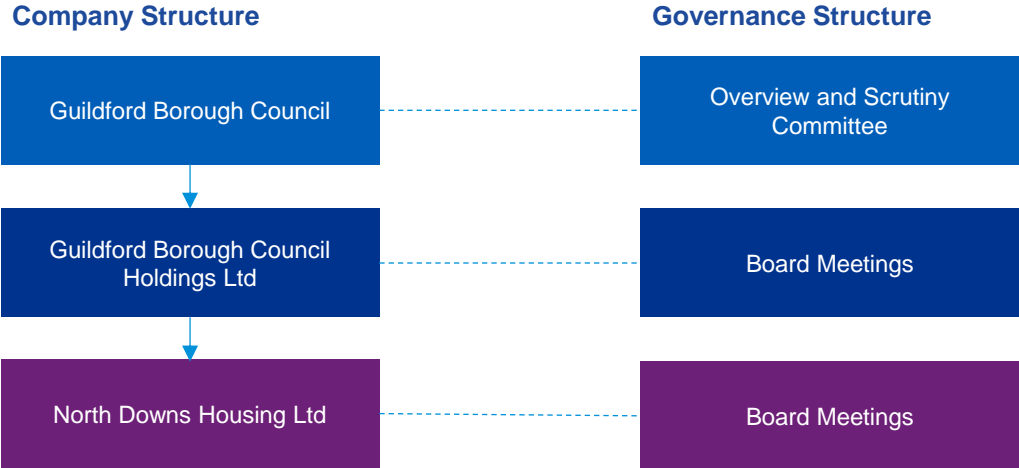 Company Structure
Governance Structure
Guildford Borough Council
Overview and Scrutiny
Committee
Guildford Borough Council
Holdings Ltd
Board Meetings
North Downs Housing Ltd
Board Meetings